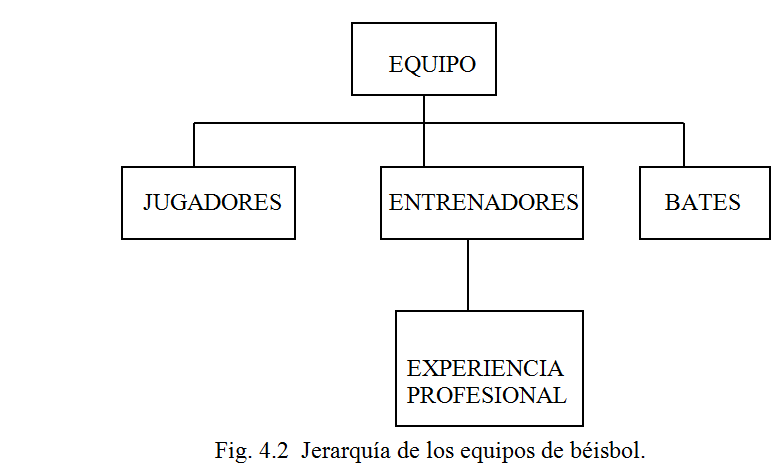 EQUIPO
JUGADORES
ENTRENADORES
BATES
EXPERIENCIA
PROFESIONAL
Fig. 4.2 Jerarquía de los equipos de béisbol.